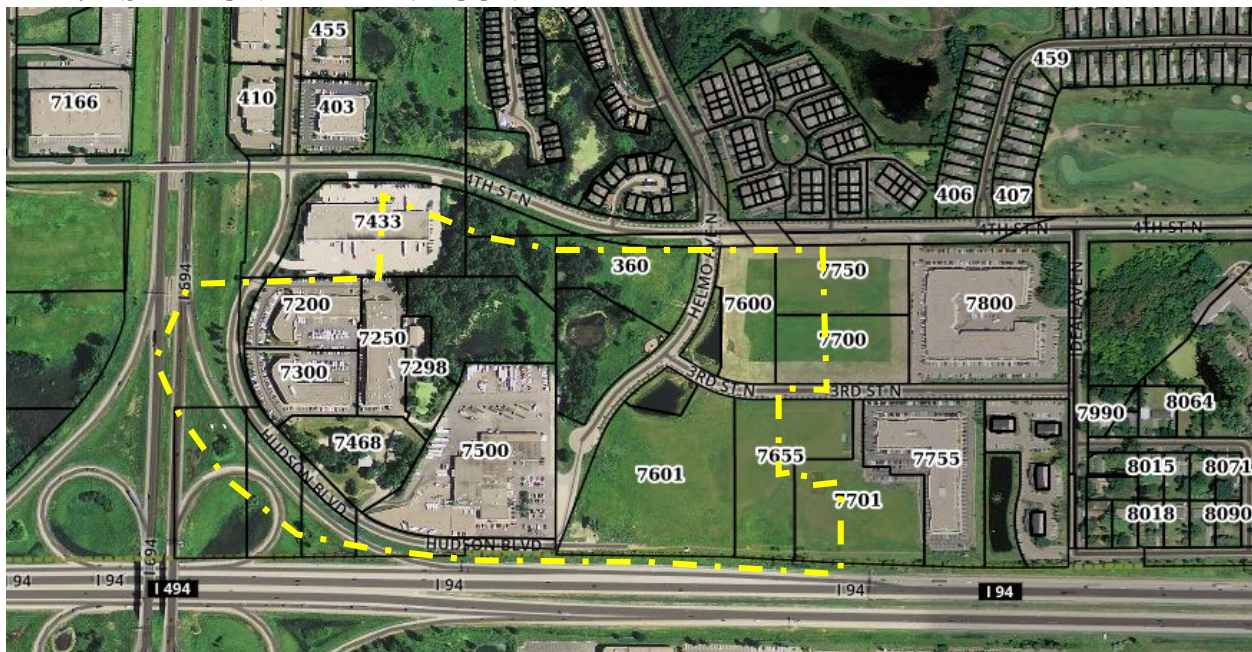 455
459
7166
410
403
4TH ST N
406
407
7433
HELMO AVE N
4TH ST N
4TH ST N
360
7750
I 694
7200
7600
7800
IDEAL AVE N
7250
7700
7298
7300
3RD ST N
3RD ST N
7990
8064
7468
7500
7655
7755
HUDSON BLVD
7601
8015
8071
7701
8018
8090
HUDSON BLVD
I 694
I 94
I 94
I 494
I 94
I 94
I 94